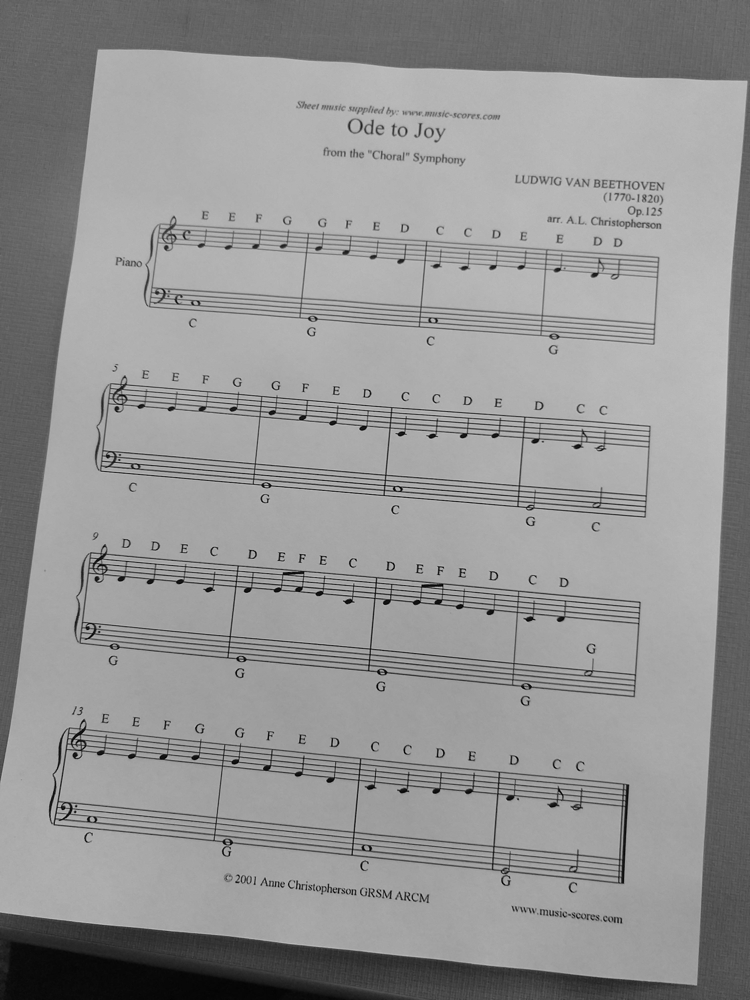 Sheet music supplied by: www.music-scores.com
Ode to Joy
from the "Choral" Symphony
LUDWIG VAN BEETHOVEN
(1770-1820)
Op.125
arr. A.L. Christopherson
E E F G G F E D C C D E E D D
Piano
C G C G
5
E E F G G F E D C C D E D C C
C G C G C
9
D D E C D E F E C D E F E D C D
G
G G G G
13
E E F G G F E D C C D E D C C
C G C G C
© 2001 Anne Christopherson GRSM ARCM
www.music-scores.com